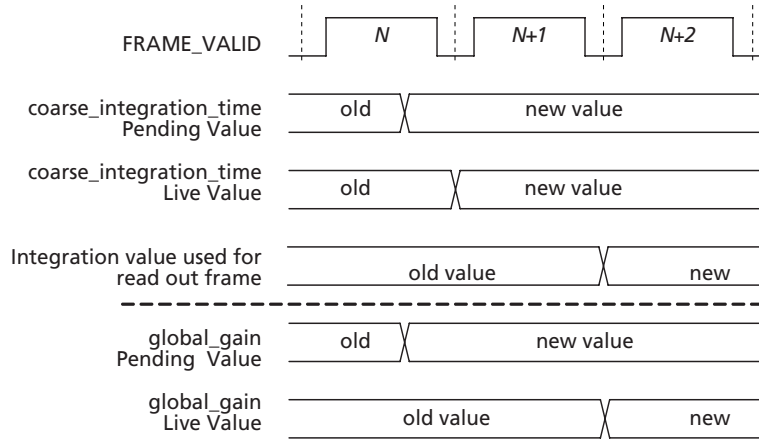 FRAME_VALID N N+1 N+2
coarse_integration_time
Pending Value old new value
coarse_integration_time
Live Value old new value
Integration value used for
read out frame old value new
global_gain
Pending Value old new value
global_gain
Live Value old value new